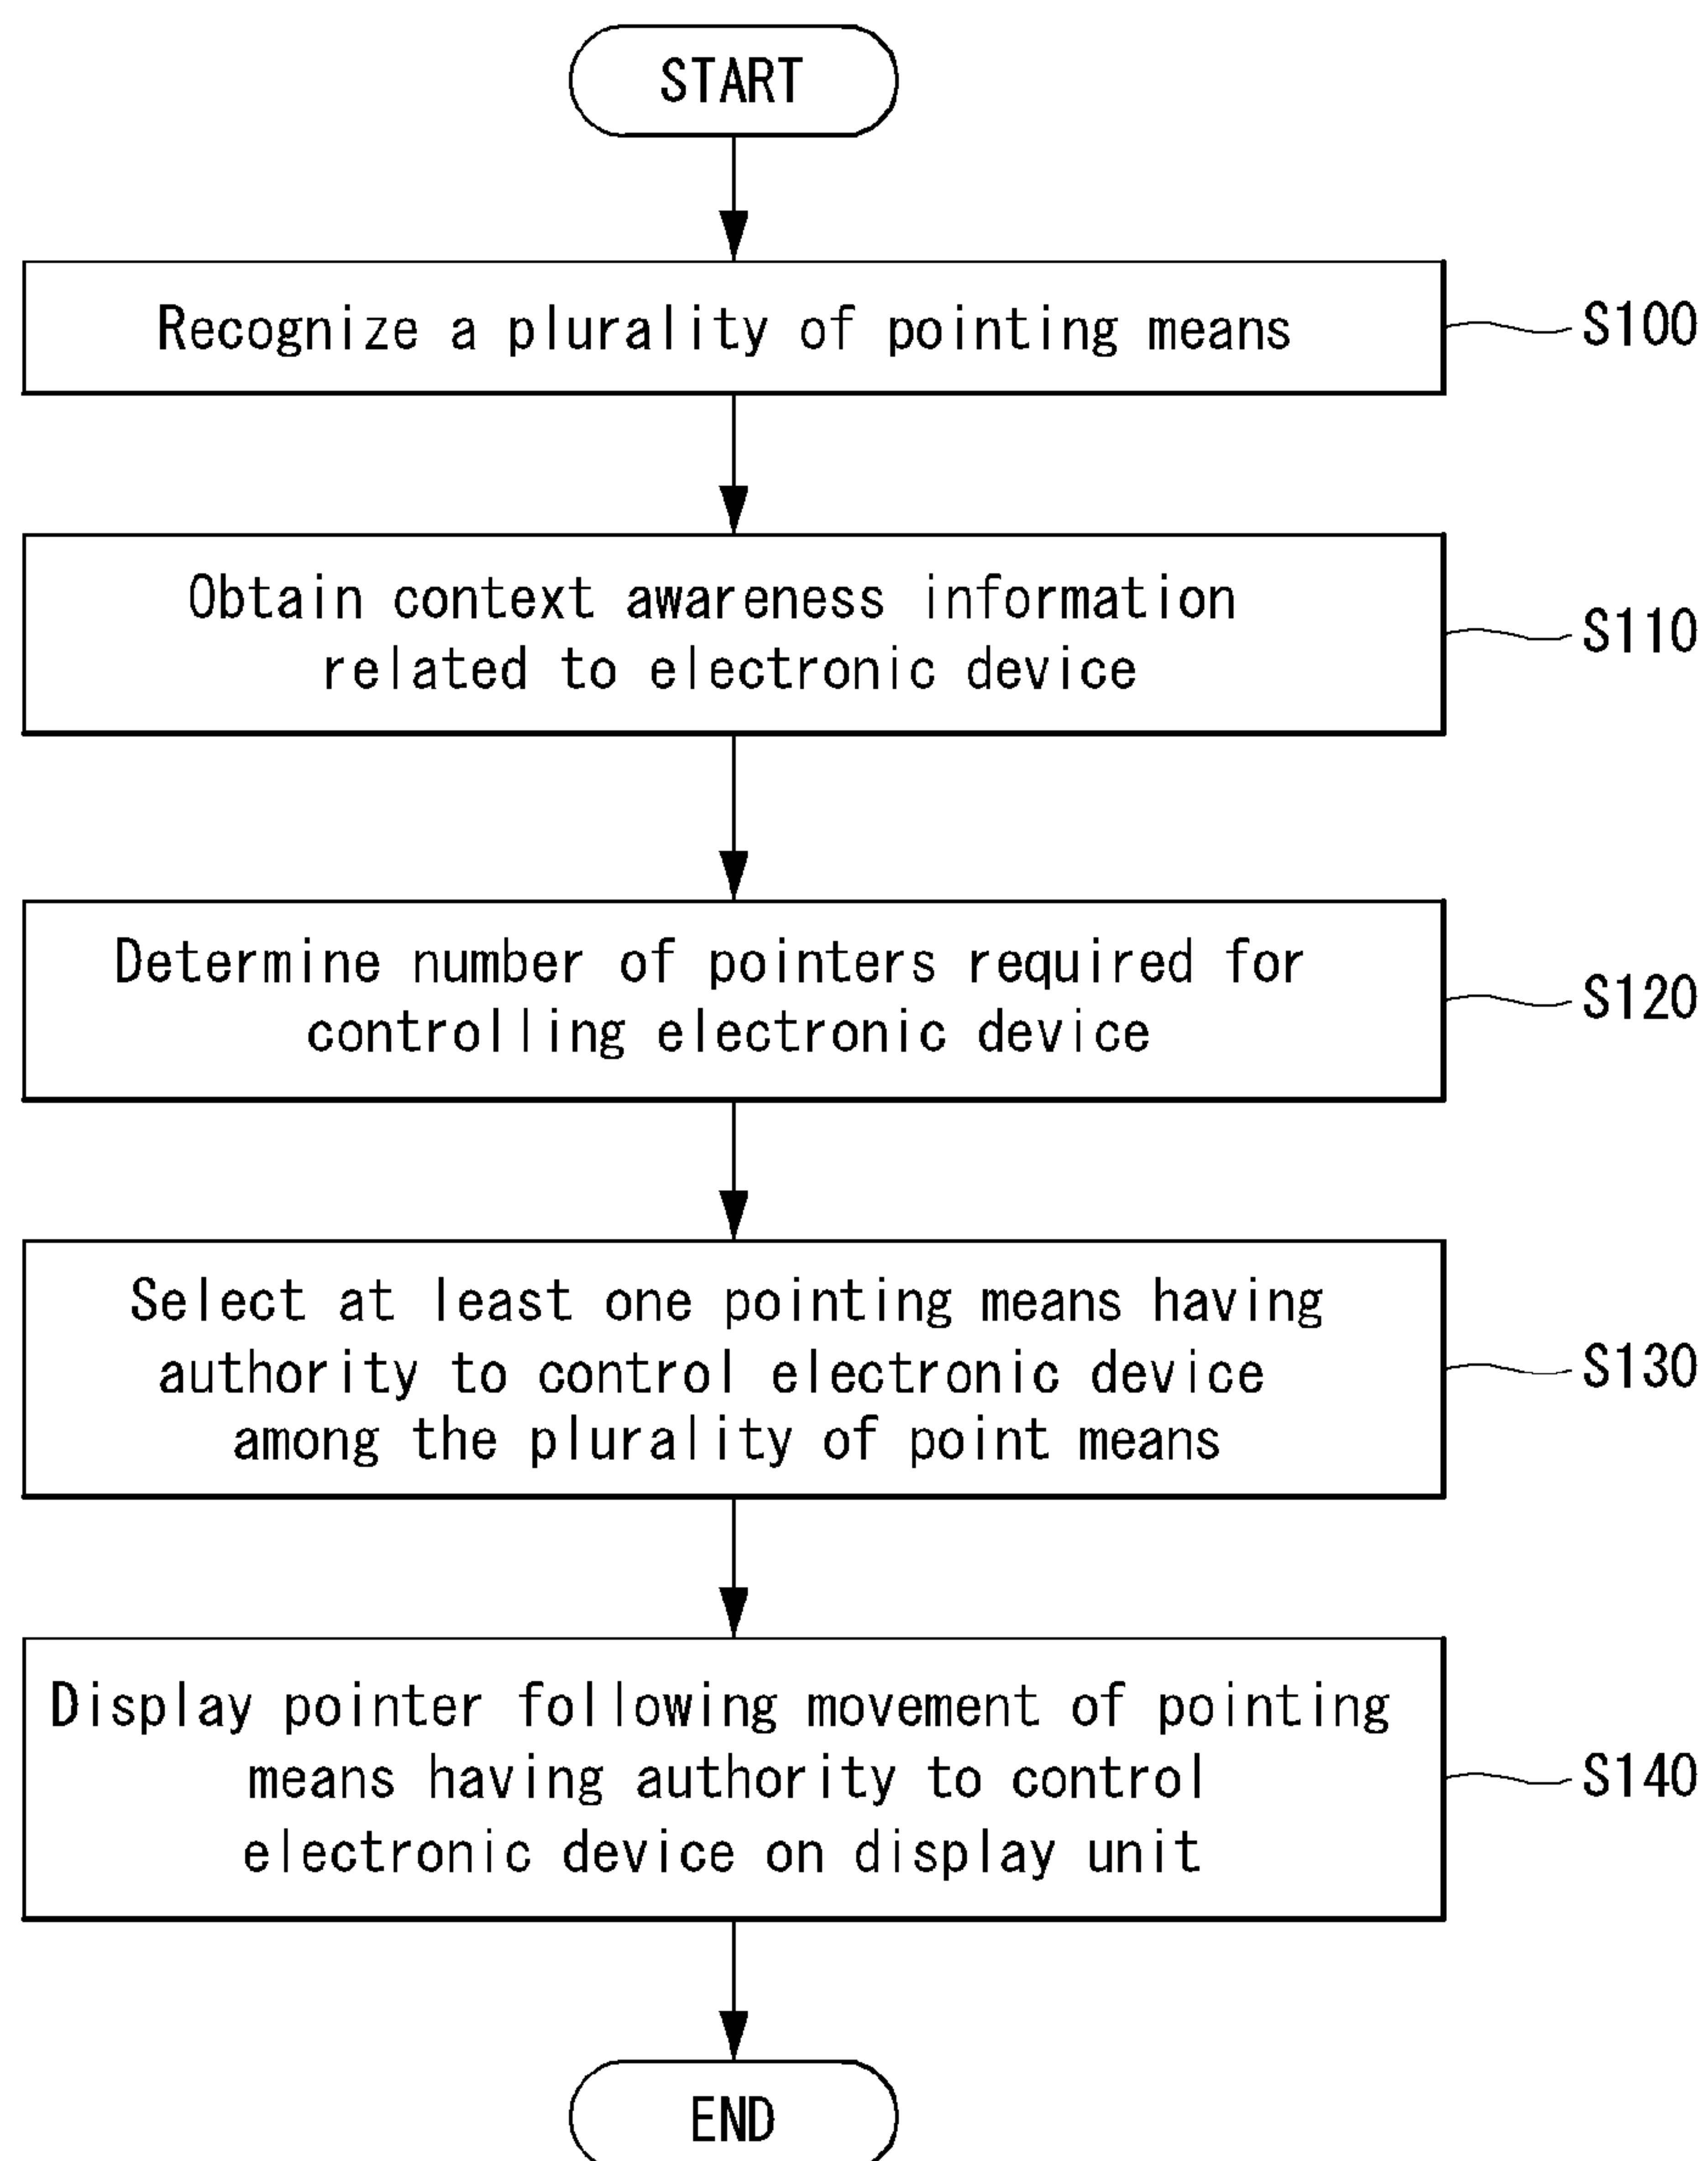 START
Recognize a plurality of pointing means
S100
Obtain context awareness information
related to electronic device
S110
Determine number of pointers required for
controlling electronic device
S120
Select at least one pointing means having
authority to control electronic device
among the plurality of point means
S130
Display pointer following movement of pointing
means having authority to control
electronic device on display unit
S140
END